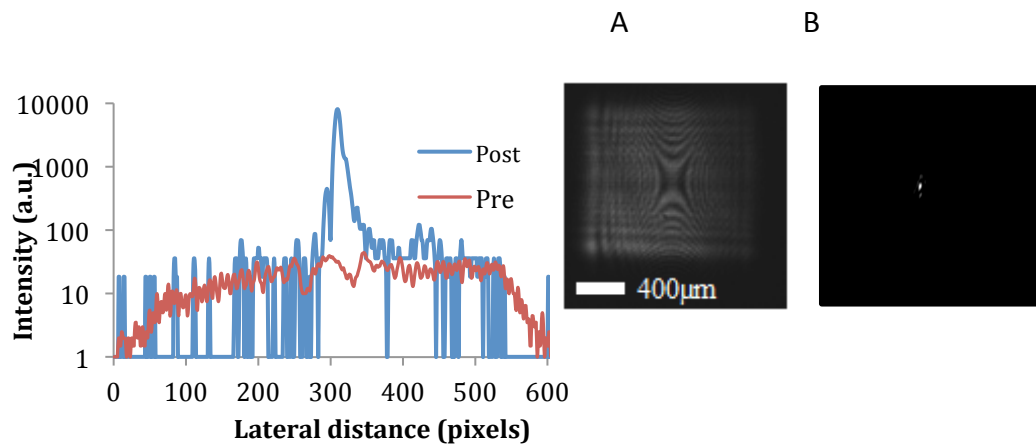 A B
10000
1000
100
10
1
Intensity (a.u.)
Post
Pre
0 100 200 300 400 500 600
Lateral distance (pixels)
400µm